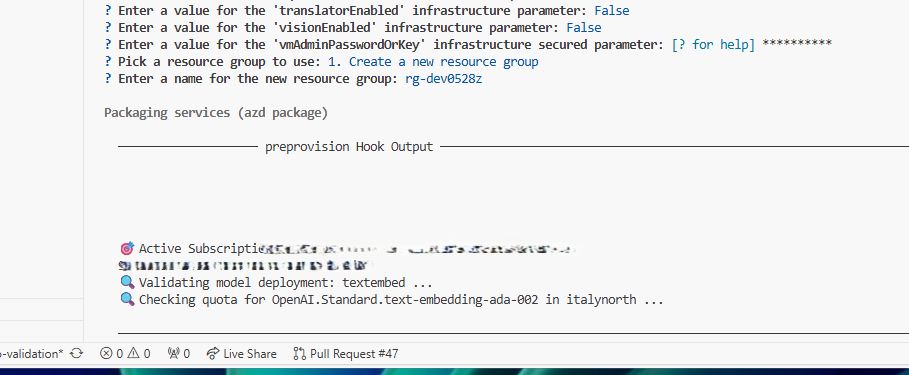 ? Enter a value for the 'translatorEnabled' infrastructure parameter: False
? Enter a value for the 'visionEnabled' infrastructure parameter: False
? Enter a value for the 'vmAdminPasswordOrKey' infrastructure secured parameter: [? for help] **********
? Pick a resource group to use: 1. Create a new resource group
? Enter a name for the new resource group: rg-dev0528z
Packaging services (azd package)
preprovision Hook Output
Active
Validating model deployment: textembed ...
Checking quota for OpenAI.Standard.text-embedding-ada-002 in italynorth ...
-validation* 0 0 0 Live Share Pull Request #47